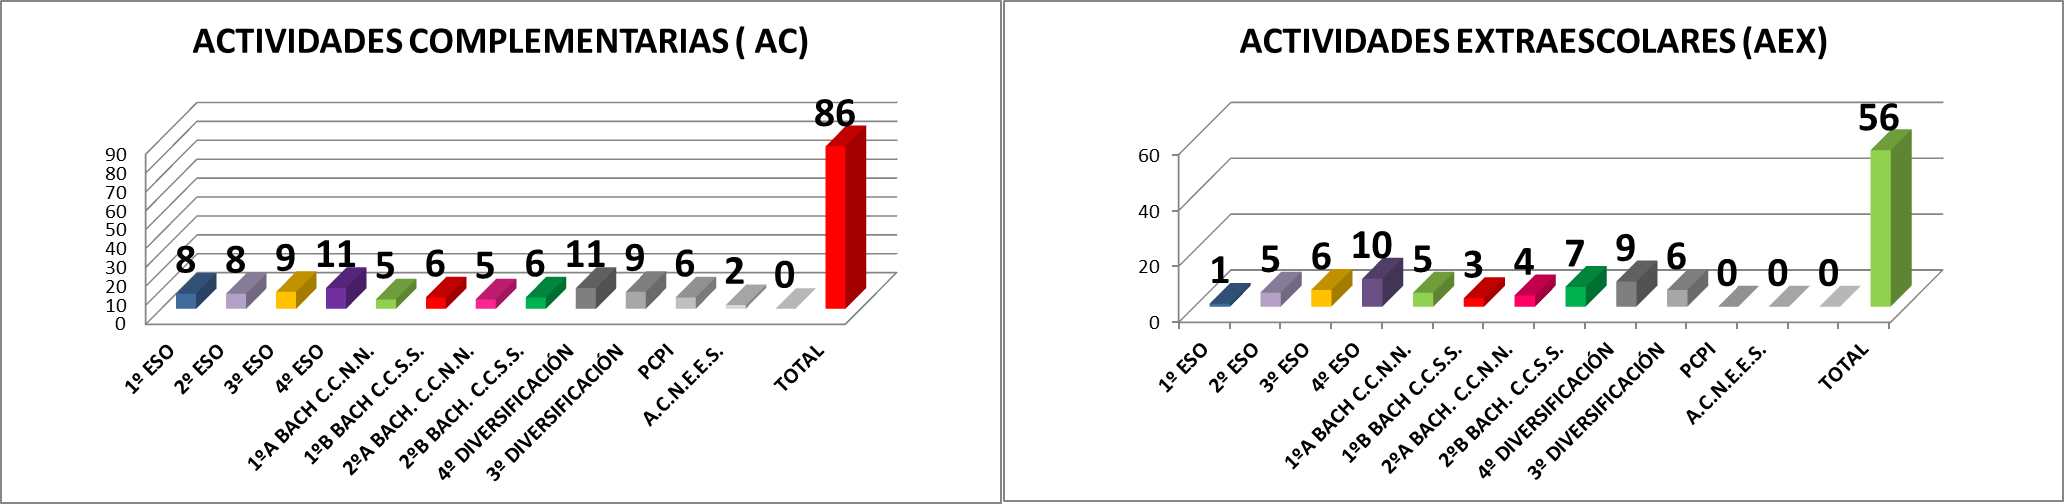 ACTIVIDADES COMPLEMENTARIAS ( AC)
86
90
80
70
60
50
40
30
20
10
0
8 8 9 11 5 6 5 6 11 9 6 2 0
1º ESO
2º ESO
3º ESO
4º ESO
1ºA BACH C.C.N.N.
1ºB BACH C.C.S.S.
2ºA BACH. C.C.N.N.
2ºB BACH. C.C.S.S.
4º DIVERSIFICACIÓN
3º DIVERSIFICACIÓN
PCPI
A.C.N.E.E.S.
TOTAL
ACTIVIDADES EXTRAESCOLARES (AEX)
56
60
40
20
0
1 5 6 10 5 3 4 7 9 6 0 0 0
1º ESO
2º ESO
3º ESO
4º ESO
1ºA BACH C.C.N.N.
1ºB BACH C.C.S.S.
2ºA BACH. C.C.N.N.
2ºB BACH. C.C.S.S.
4º DIVERSIFICACIÓN
3º DIVERSIFICACIÓN
PCPI
A.C.N.E.E.S.
TOTAL